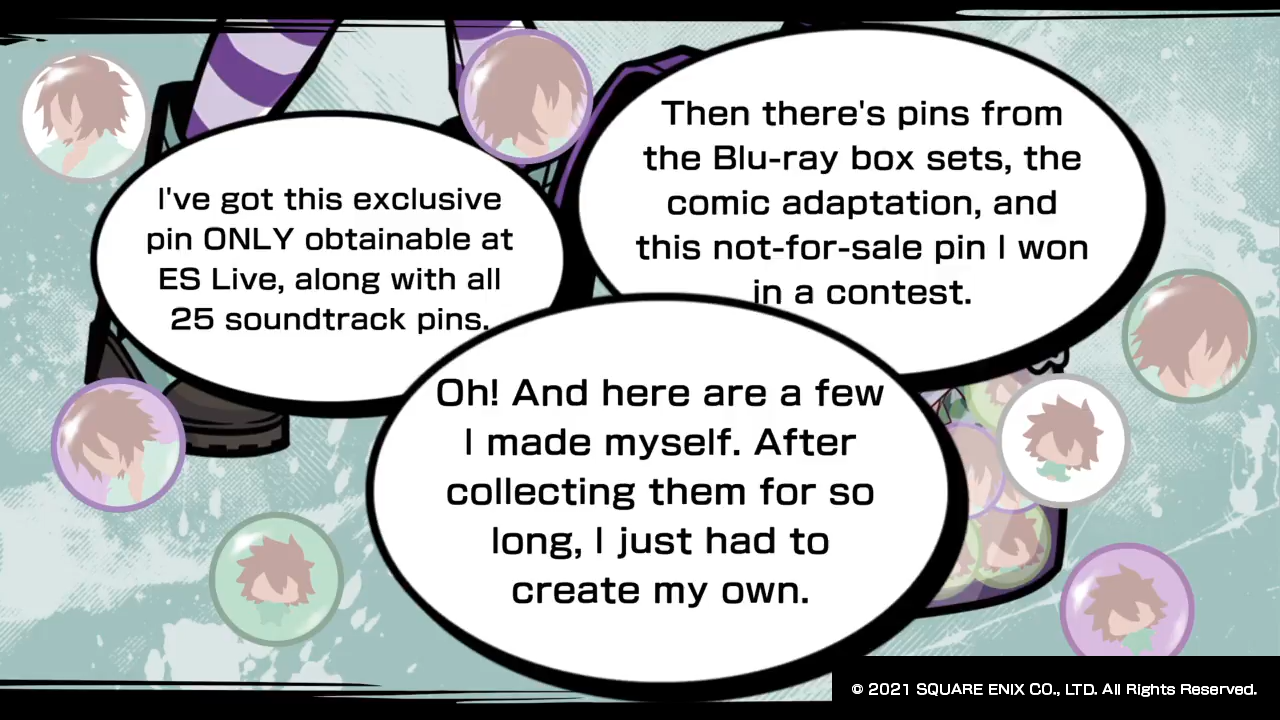 I've got this exclusive
pin ONLY obtainable at
ES Live, along with all
25 soundtrack pins.
Then there's pins from
the Blu-ray box sets, the
comic adaptation, and
this not-for-sale pin I won
in a contest.
Oh! And here are a few
I made myself. After
collecting them for so
long, I just had to
create my own.
© 2021 SQUARE ENIX CO., LTD. All Rights Reserved.